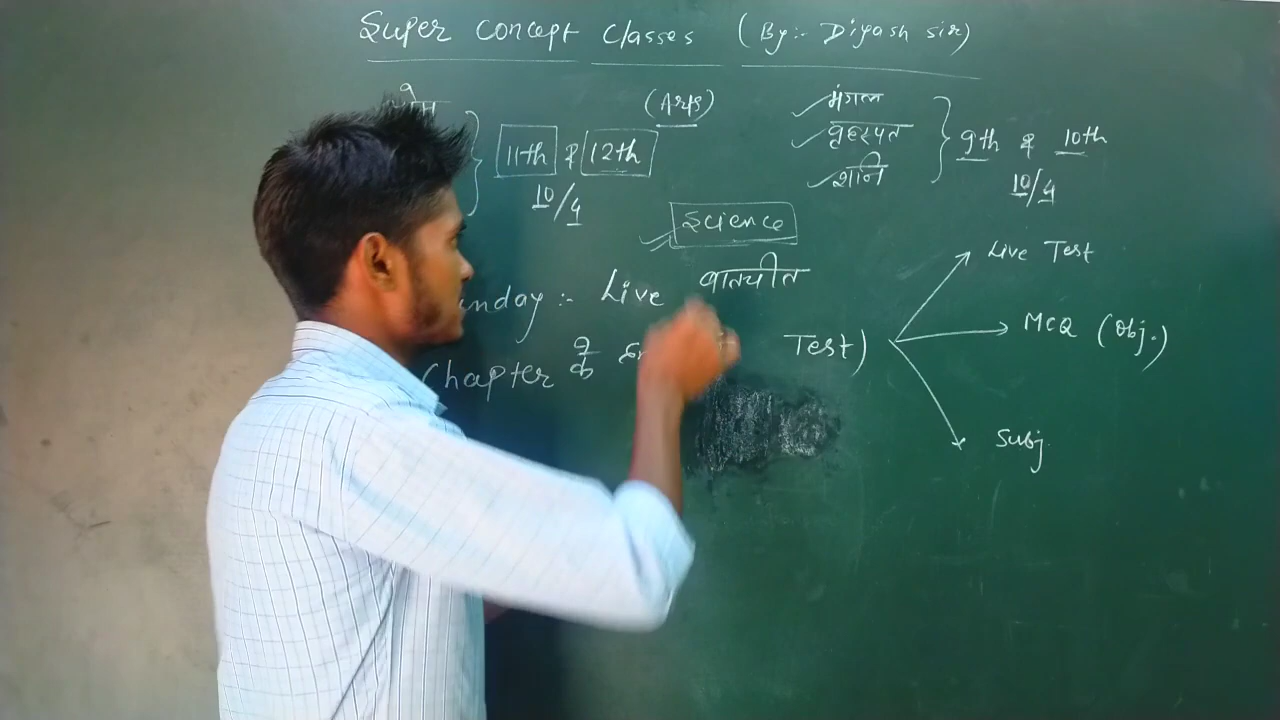 Super Concept Classes (By:- Diyash sir)
(Arts)
11th & 12th
10/4
मंगल
वृहस्पत
शनि
9th & 10th
10/4
Science
Live बातचीत
Chapter के
Test)
Live Test
MCQ (Obj.)
Subj.